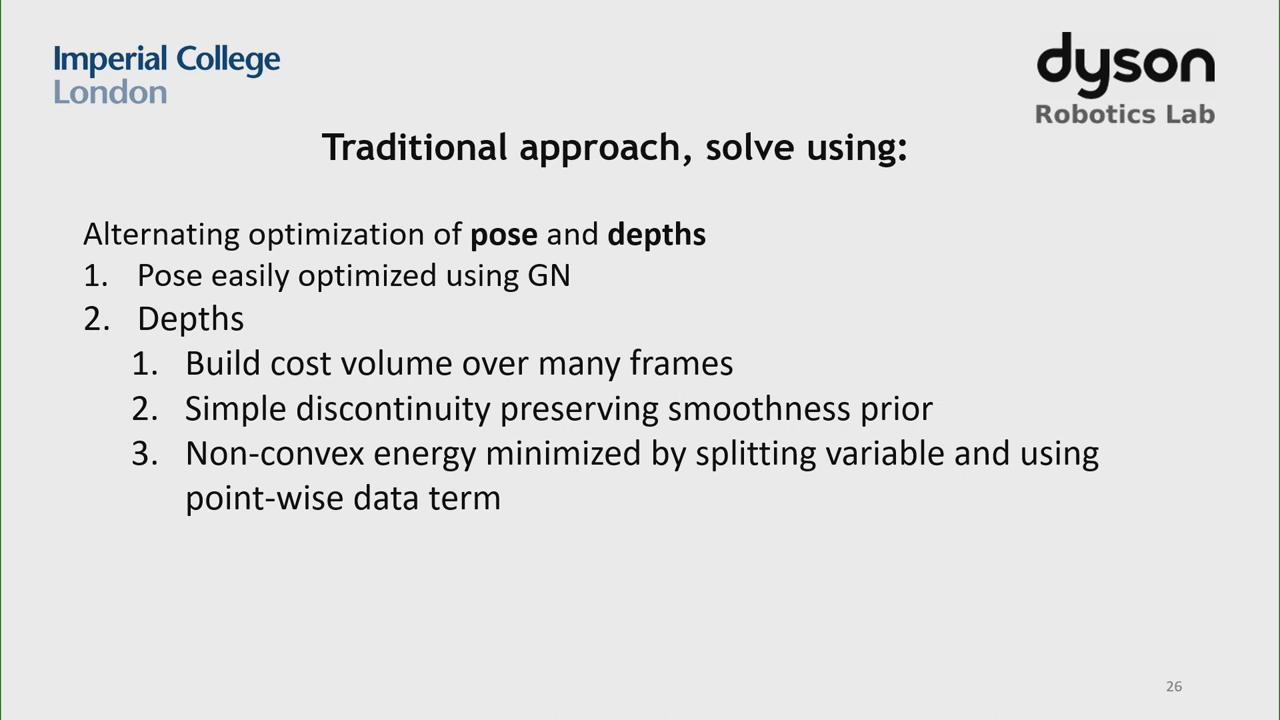 Imperial College
London
dyson
Robotics Lab
Traditional approach, solve using:
Alternating optimization of pose and depths
1. Pose easily optimized using GN
2. Depths
1. Build cost volume over many frames
2. Simple discontinuity preserving smoothness prior
3. Non-convex energy minimized by splitting variable and using
point-wise data term
26